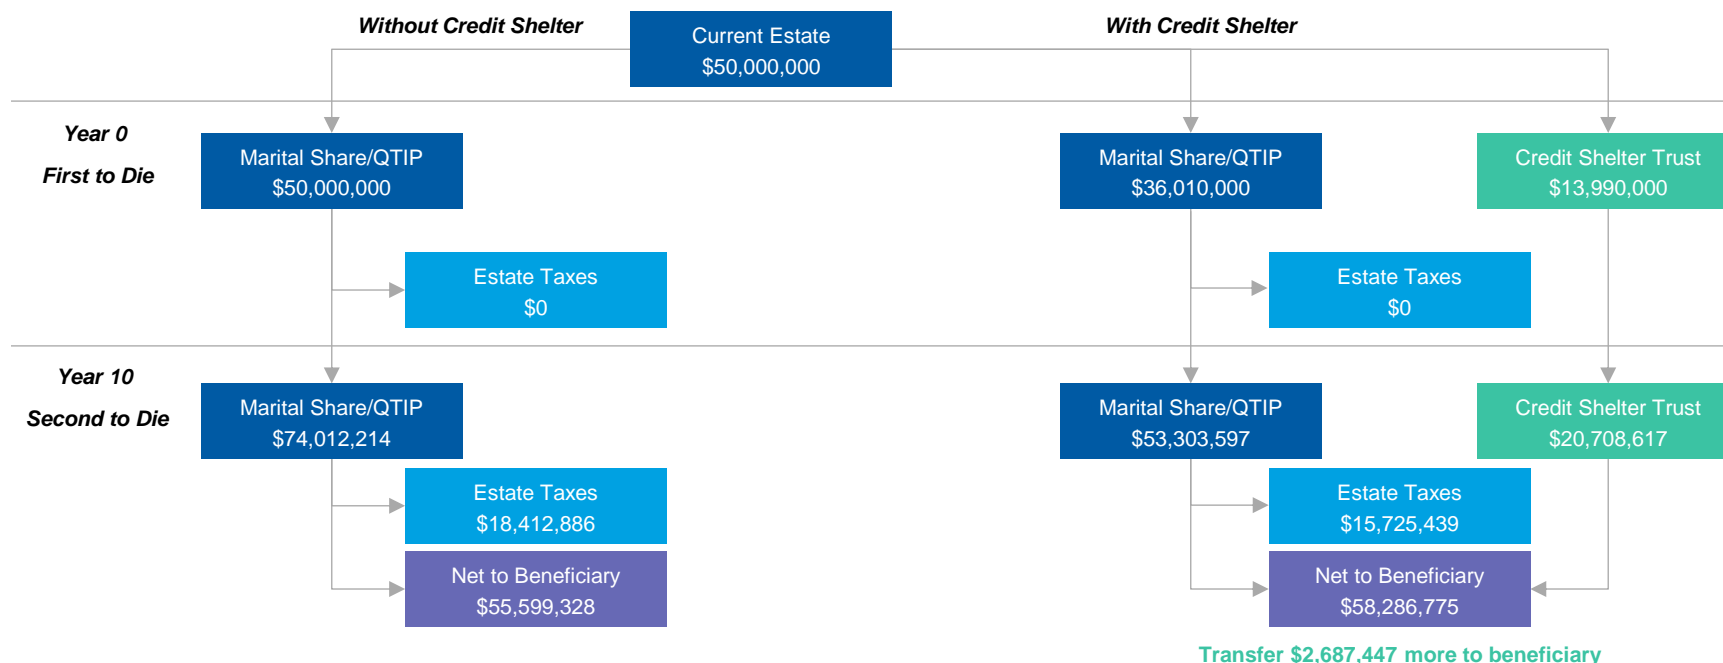 Without Credit Shelter
Current Estate
$50,000,000
With Credit Shelter
Year 0
First to Die
Marital Share/QTIP
$50,000,000
Marital Share/QTIP
$36,010,000
Credit Shelter Trust
$13,990,000
Estate Taxes
$0
Estate Taxes
$0
Year 10
Second to Die
Marital Share/QTIP
$74,012,214
Marital Share/QTIP
$53,303,597
Credit Shelter Trust
$20,708,617
Estate Taxes
$18,412,886
Estate Taxes
$15,725,439
Net to Beneficiary
$55,599,328
Net to Beneficiary
$58,286,775
Transfer $2,687,447 more to beneficiary